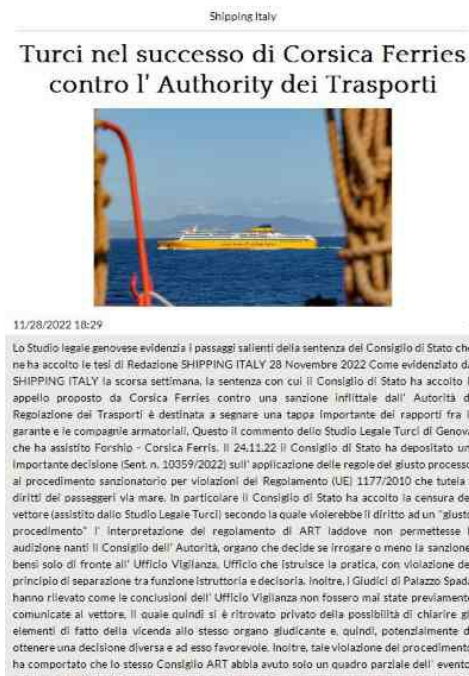 Shipping Italy
Turci nel successo di Corsica Ferries
contro l' Authority dei Trasporti
11/28/2022 18:29
Lo Studio legale genovese evidenzia i passaggi salienti della sentenza del Consiglio di Stato che
ne ha accolto le tesi di Redazione SHIPPING ITALY 28 Novembre 2022 Come evidenziato da
SHIPPING ITALY la scorsa settimana, la sentenza con cui il Consiglio di Stato ha accolto l'
appello proposto da Corsica Ferries contro una sanzione inflittale dall' Autorità di
Regolazione dei Trasporti è destinata a segnare una tappa importante dei rapporti fra il
garante e le compagnie armatoriali. Questo il commento dello Studio Legale Turci di Genova
che ha assistito Forship - Corsica Ferris. Il 24.11.22 il Consiglio di Stato ha depositato un'
importante decisione (Sent. n. 10359/2022) sull' applicazione delle regole del giusto processo
al procedimento sanzionatorio per violazioni del Regolamento (UE) 1177/2010 che tutela i
diritti dei passeggeri via mare. In particolare il Consiglio di Stato ha accolto la censura del
vettore (assistito dallo Studio Legale Turci) secondo la quale violerebbe il diritto ad un "giusto
procedimento" l' interpretazione del regolamento di ART laddove non permettesse l'
audizione nanti il Consiglio dell' Autorità, organo che decide se irrogare o meno la sanzione,
bensì solo di fronte all' Ufficio Vigilanza, Ufficio che istruisce la pratica, con violazione del
principio di separazione tra funzione istruttoria e decisoria. Inoltre, i Giudici di Palazzo Spada
hanno rilevato come le conclusioni dell' Ufficio Vigilanza non fossero mai state previamente
comunicate al vettore, il quale quindi si è ritrovato privato della possibilità di chiarire gli
elementi di fatto della vicenda allo stesso organo giudicante e, quindi, potenzialmente di
ottenere una decisione diversa e ad esso favorevole. Inoltre, tale violazione del procedimento
ha comportato che lo stesso Consiglio ART abbia avuto solo un quadro parziale dell' evento